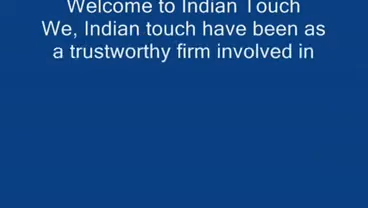 Welcome to Indian Touch
We, Indian touch have been as
a trustworthy firm involved in